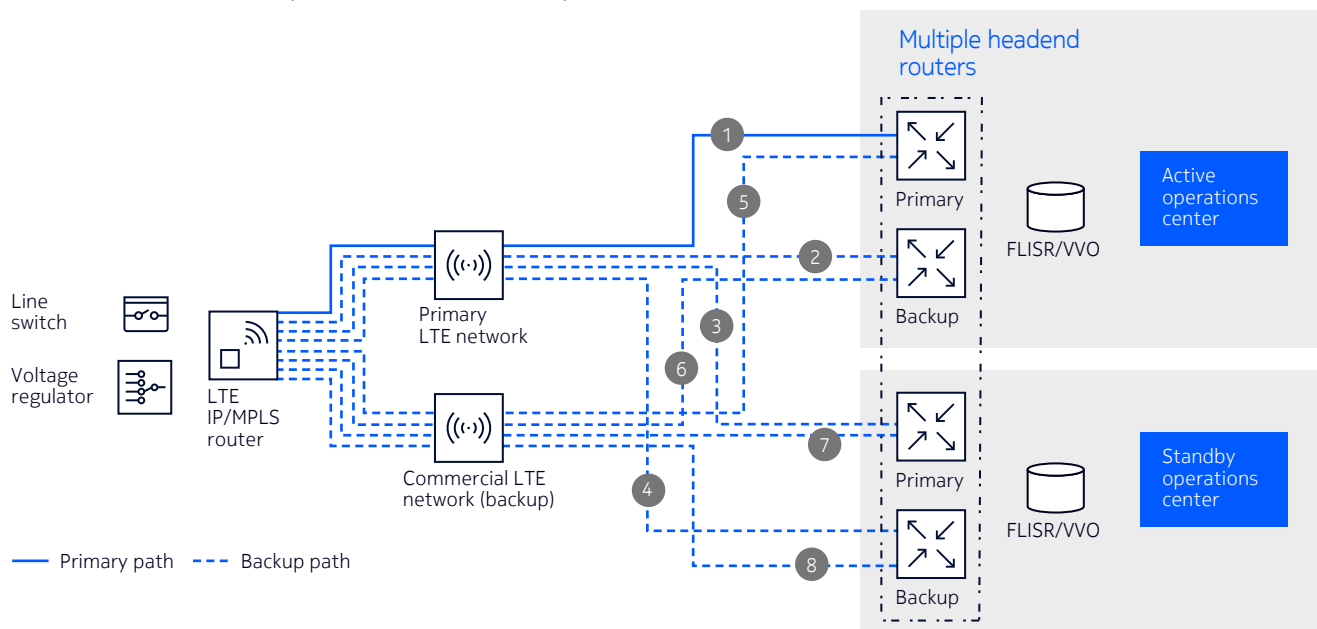 Multiple headend
routers
1
5
Primary
Active
operations
center
FLISR/VVO
2
Backup
Line
switch
Voltage
regulator
LTE
IP/MPLS
router
Primary
LTE network
3
6
Commercial LTE
network (backup)
4
7
Primary
Standby
operations
center
FLISR/VVO
8
Backup
Primary path
Backup path